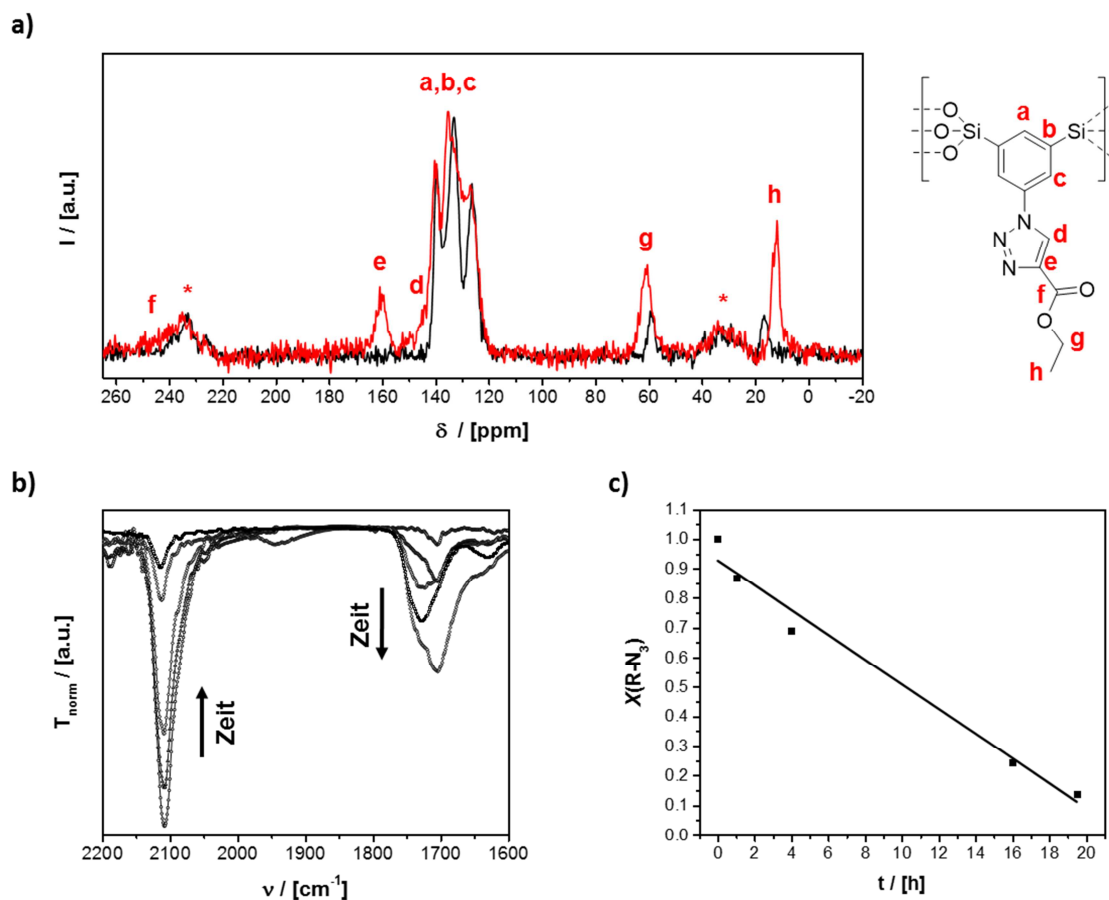 a)
I / [a.u.]
a,b,c
h
g
e
d
f
*
*
260 240 220 200 180 160 140 120 100 80 60 40 20 0 -20
δ / [ppm]
O
O
O
Si
Si
a
b
c
N
N
N
d
e
f
O
O
g
h
b)
T norm / [a.u.]
Zeit
Zeit
2200 2100 2000 1900 1800 1700 1600
ν / [cm-1]
c)
X(R-N3)
1.1
1.0
0.9
0.8
0.7
0.6
0.5
0.4
0.3
0.2
0.1
0.0
0 2 4 6 8 10 12 14 16 18 20
t / [h]